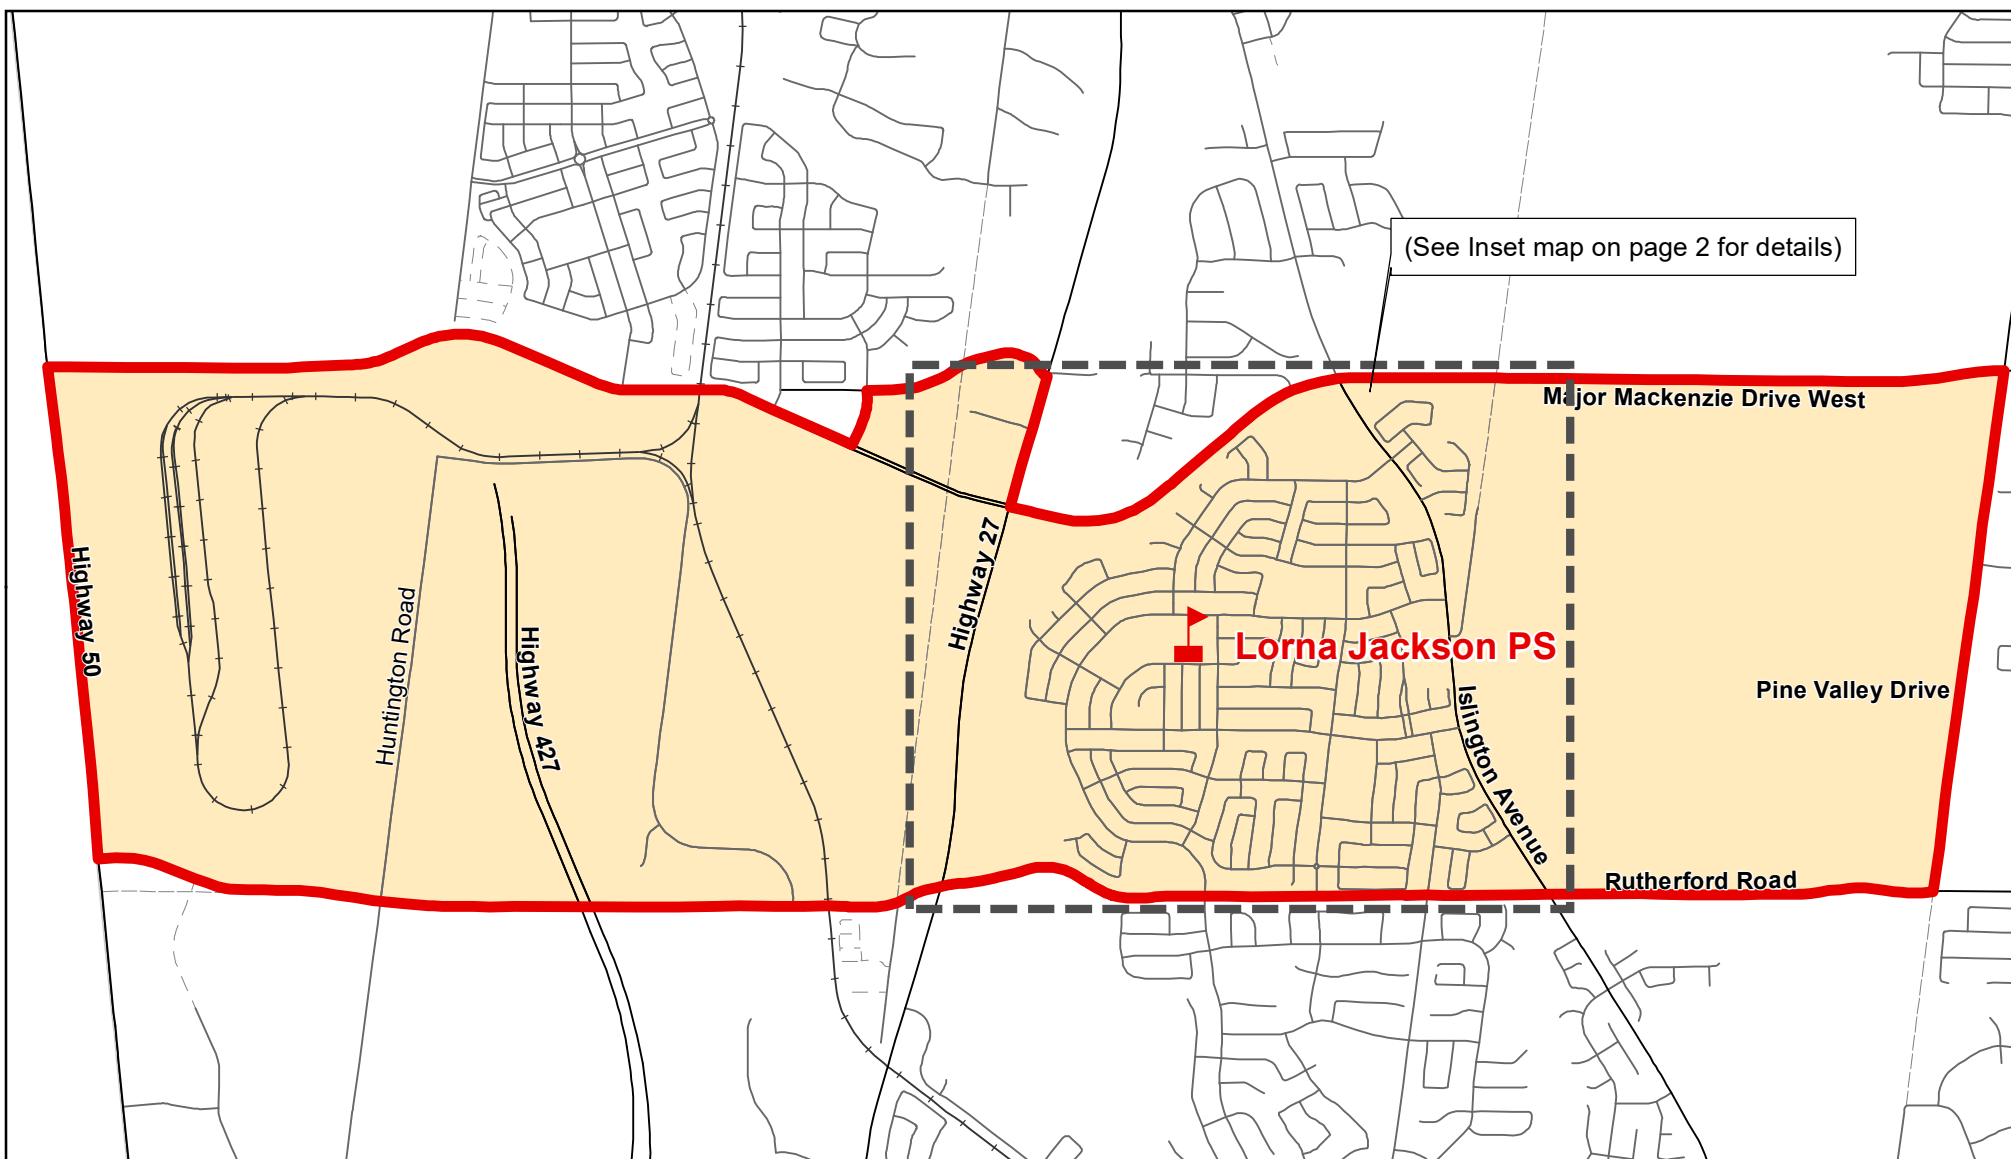 (See Inset map on page 2 for details)
Major Mackenzie Drive West
Highway 50
Huntington Road
Highway 427
Highway 27
Lorna Jackson PS
Islington Avenue
Pine Valley Drive
Rutherford Road